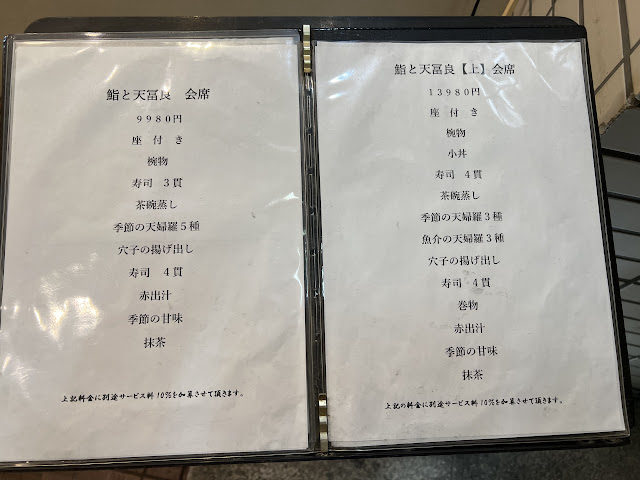 鮨と天冨良　会席
9980円
座　付　き
椀物
寿司　3貫
茶碗蒸し
季節の天婦羅5種
穴子の揚げ出し
寿司　4貫
赤出汁
季節の甘味
抹茶
上記料金に別途サービス料10%を加算させて頂きます。
鮨と天冨良【上】会席
13980円
座　付　き
椀物
小丼
寿司　4貫
茶碗蒸し
季節の天婦羅3種
魚介の天婦羅3種
穴子の揚げ出し
寿司　4貫
巻物
赤出汁
季節の甘味
抹茶
上記の料金に別途サービス料10%を加算させて頂きます。